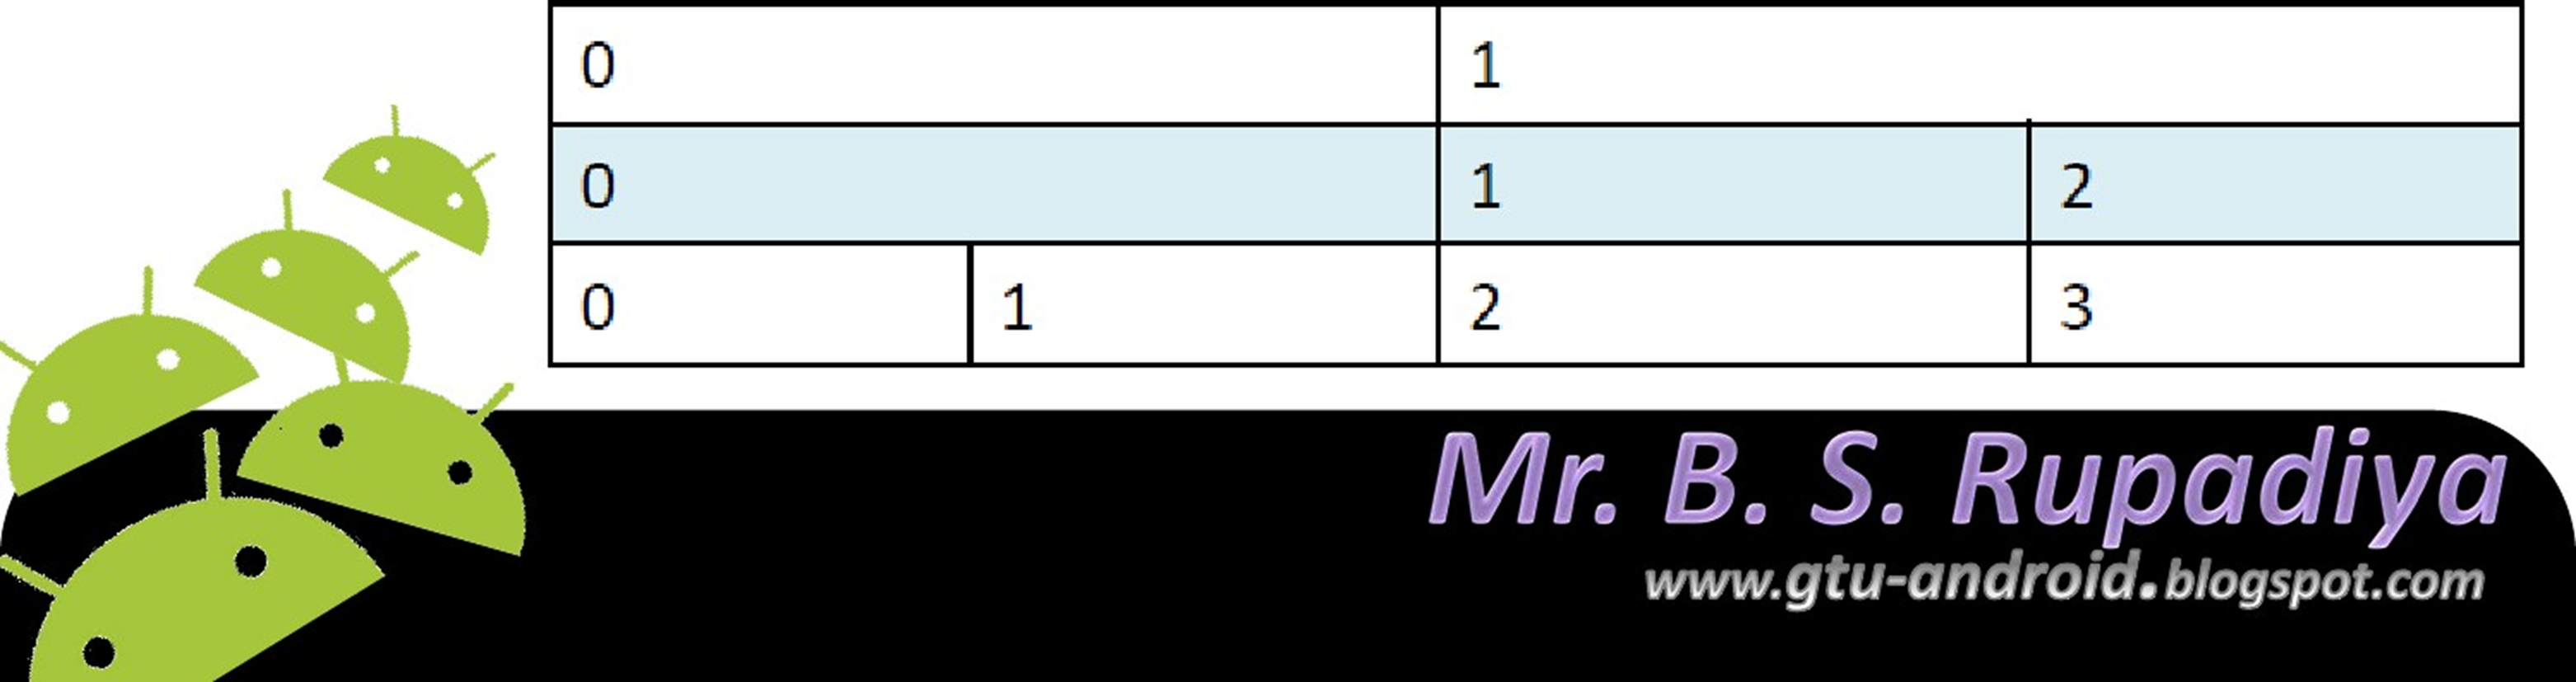 0 1
0 1 2
0 1 2 3
Mr. B. S. Rupadiya
www.gtu-android.blogspot.com